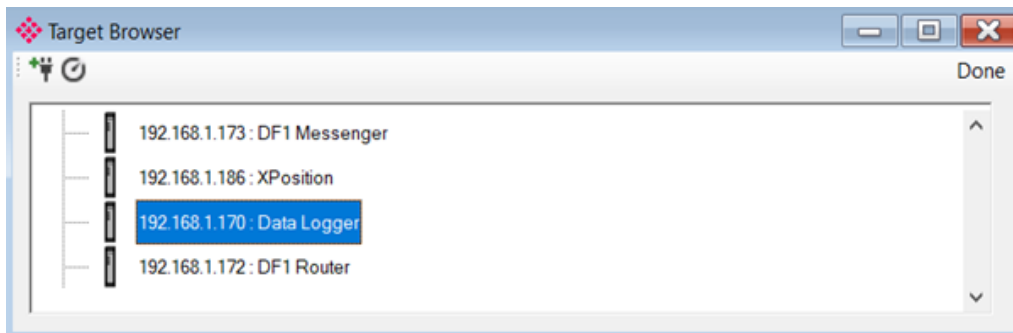 Target Browser
Done
192.168.1.173 : DF1 Messenger
192.168.1.186 : XPosition
192.168.1.170 : Data Logger
192.168.1.172 : DF1 Router